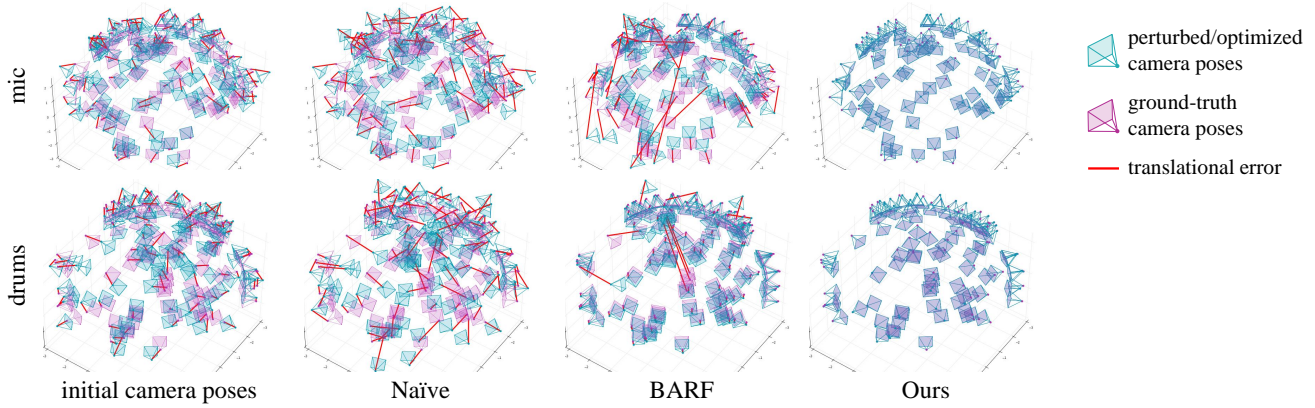 mic
drums
initial camera poses
Naïve
BARF
Ours
perturbed/optimized
camera poses
ground-truth
camera poses
translational error